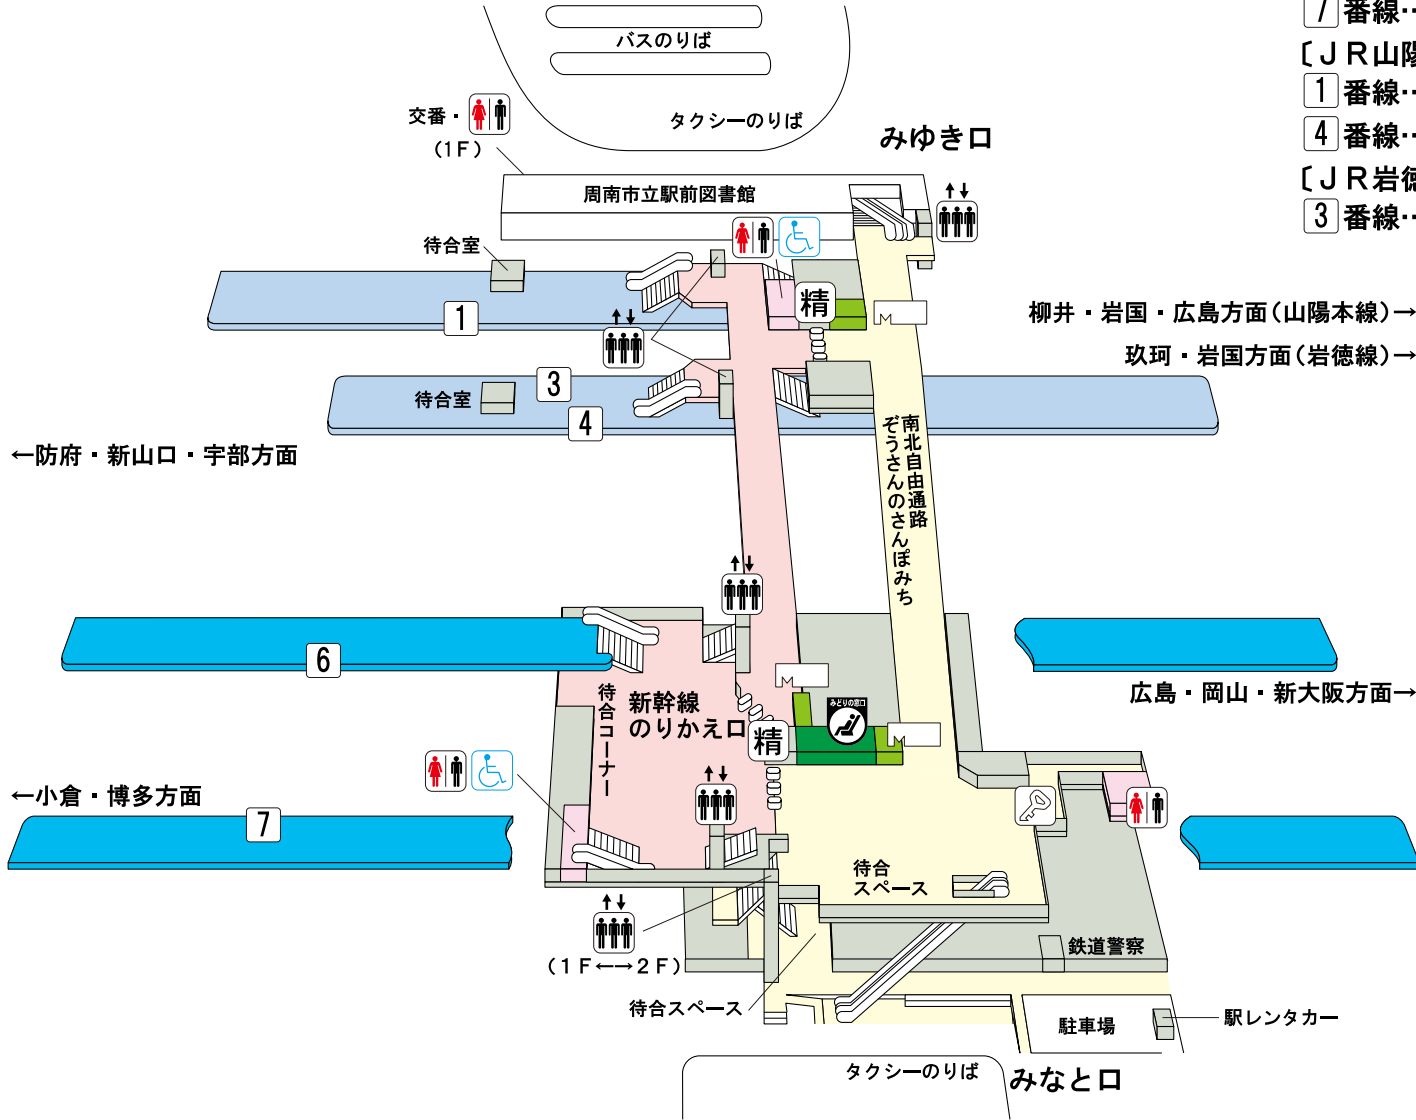 バスのりば
7 番線‥
〔ＪＲ山陽
1 番線‥
4 番線‥
〔ＪＲ岩徳
3 番線‥
交番・
（1F）
タクシーのりば
みゆき口
周南市立駅前図書館
待合室
精
1
柳井・岩国・広島方面（山陽本線）→
玖珂・岩国方面（岩徳線）→
待合室
3
4
←防府・新山口・宇部方面
南北自由通路
ぞうさんのさんぽみち
6
広島・岡山・新大阪方面→
待合コーナー
新幹線
のりかえ口
精
みどりの窓口
←小倉・博多方面
7
待合
スペース
（1F←→2F）
鉄道警察
待合スペース
駐車場
駅レンタカー
タクシーのりば
みなと口